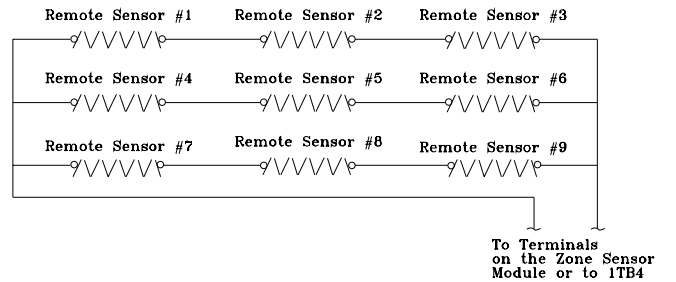 Remote Sensor #1 Remote Sensor #2 Remote Sensor #3
Remote Sensor #4 Remote Sensor #5 Remote Sensor #6
Remote Sensor #7 Remote Sensor #8 Remote Sensor #9
To Terminals
on the Zone Sensor
Module or to 1TB4